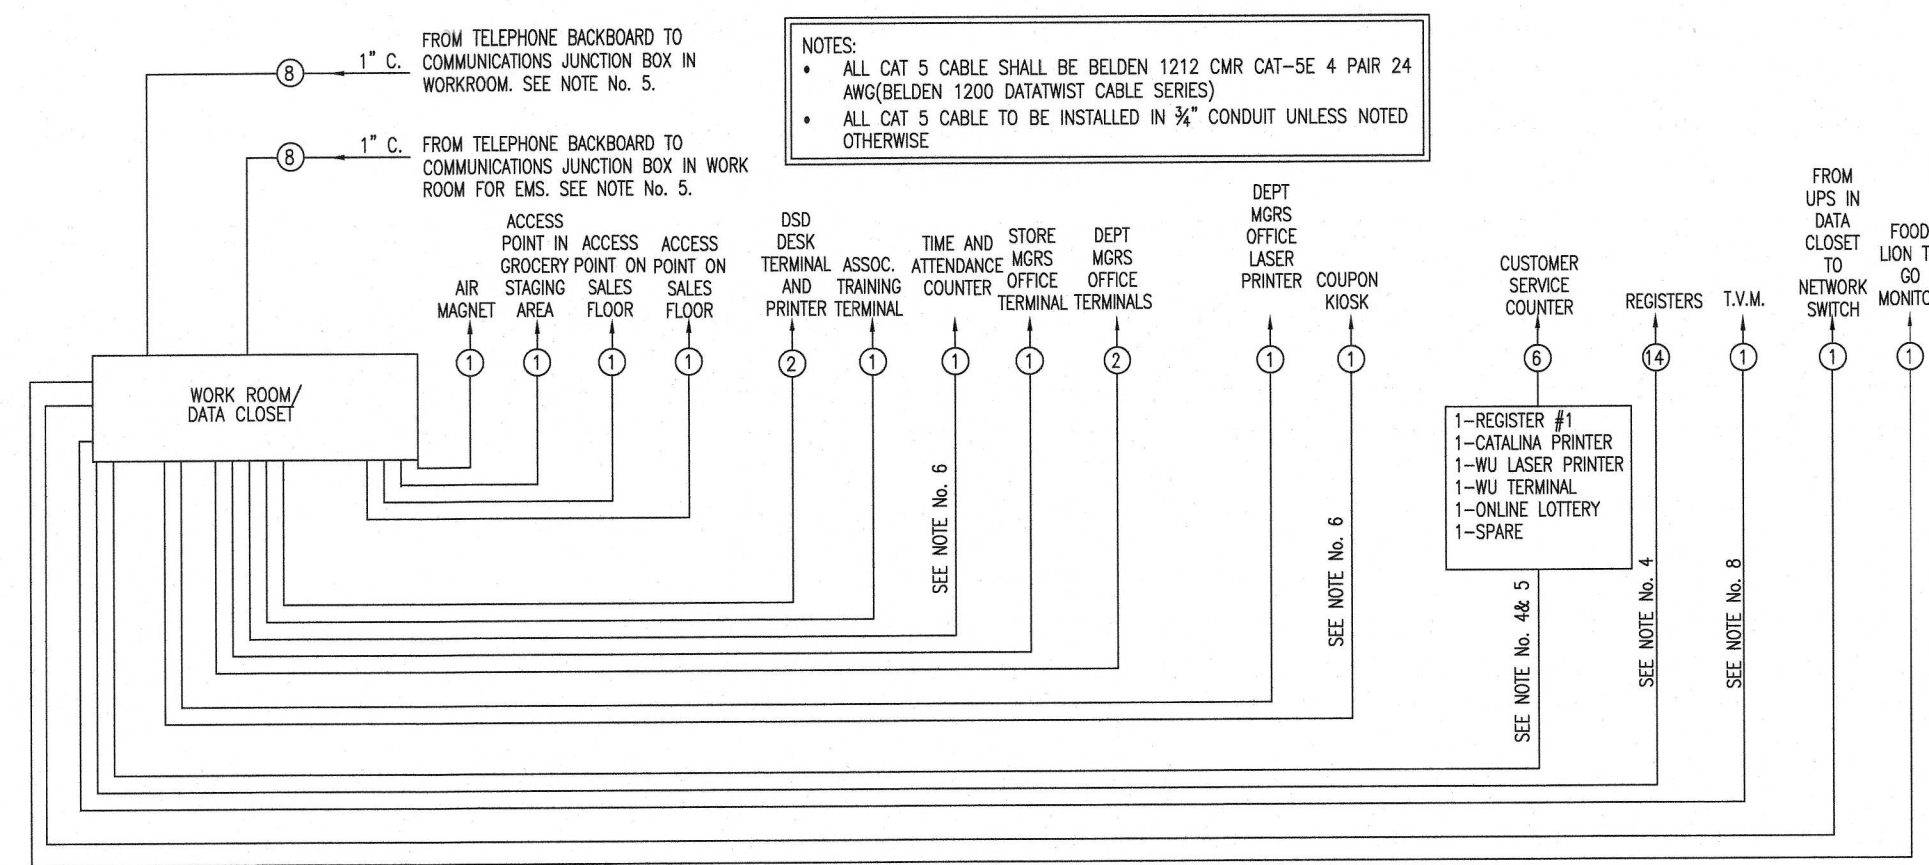 FROM TELEPHONE BACKBOARD TO
1" C. COMMUNICATIONS JUNCTION BOX IN
WORKROOM. SEE NOTE No. 5.
8
FROM TELEPHONE BACKBOARD TO
1" C. COMMUNICATIONS JUNCTION BOX IN WORK
ROOM FOR EMS. SEE NOTE No. 5.
8
NOTES:
• ALL CAT 5 CABLE SHALL BE BELDEN 1212 CMR CAT-5E 4 PAIR 24
AWG(BELDEN 1200 DATATWIST CABLE SERIES)
• ALL CAT 5 CABLE TO BE INSTALLED IN ¾" CONDUIT UNLESS NOTED
OTHERWISE
WORK ROOM/
DATA CLOSET
AIR
MAGNET
1
ACCESS
POINT IN
GROCERY
STAGING
AREA
1
ACCESS
POINT ON
SALES
FLOOR
1
ACCESS
POINT ON
SALES
FLOOR
1
DSD
DESK
TERMINAL
AND
PRINTER
2
ASSOC.
TRAINING
TERMINAL
1
TIME AND
ATTENDANCE
COUNTER
1
SEE NOTE No. 6
STORE
MGRS
OFFICE
TERMINAL
1
DEPT
MGRS
OFFICE
TERMINALS
2
DEPT
MGRS
OFFICE
LASER
PRINTER
1
COUPON
KIOSK
1
SEE NOTE No. 6
CUSTOMER
SERVICE
COUNTER
6
1-REGISTER #1
1-CATALINA PRINTER
1-WU LASER PRINTER
1-WU TERMINAL
1-ONLINE LOTTERY
1-SPARE
SEE NOTE No. 4& 5
REGISTERS
14
SEE NOTE No. 4
T.V.M.
1
SEE NOTE No. 8
FROM
UPS IN
DATA
CLOSET
TO
NETWORK
SWITCH
1
FOOD
LION T
GO
MONITO
1